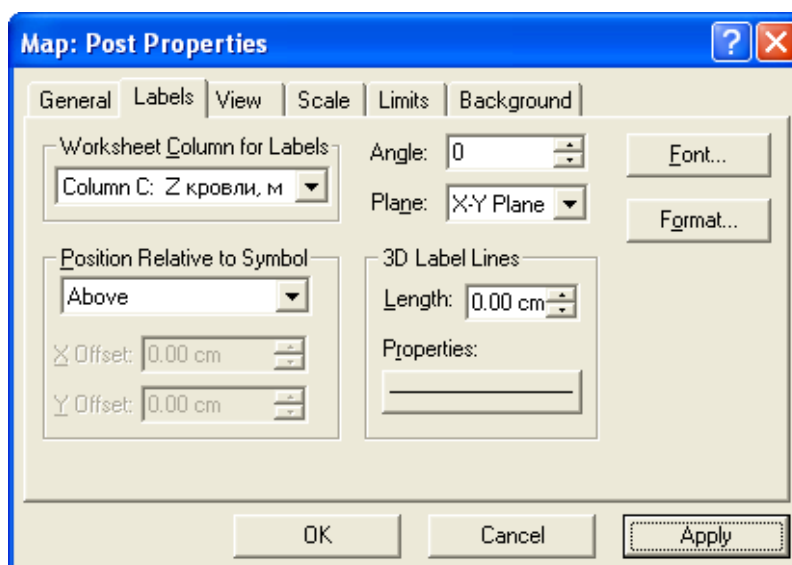 Map: Post Properties
General Labels View Scale Limits Background
Worksheet Column for Labels
Column C: Z кровли, м
Angle: 0
Plane: X-Y Plane
Font...
Format...
Position Relative to Symbol
Above
X Offset: 0.00 cm
Y Offset: 0.00 cm
3D Label Lines
Length: 0.00 cm
Properties:
OK Cancel Apply